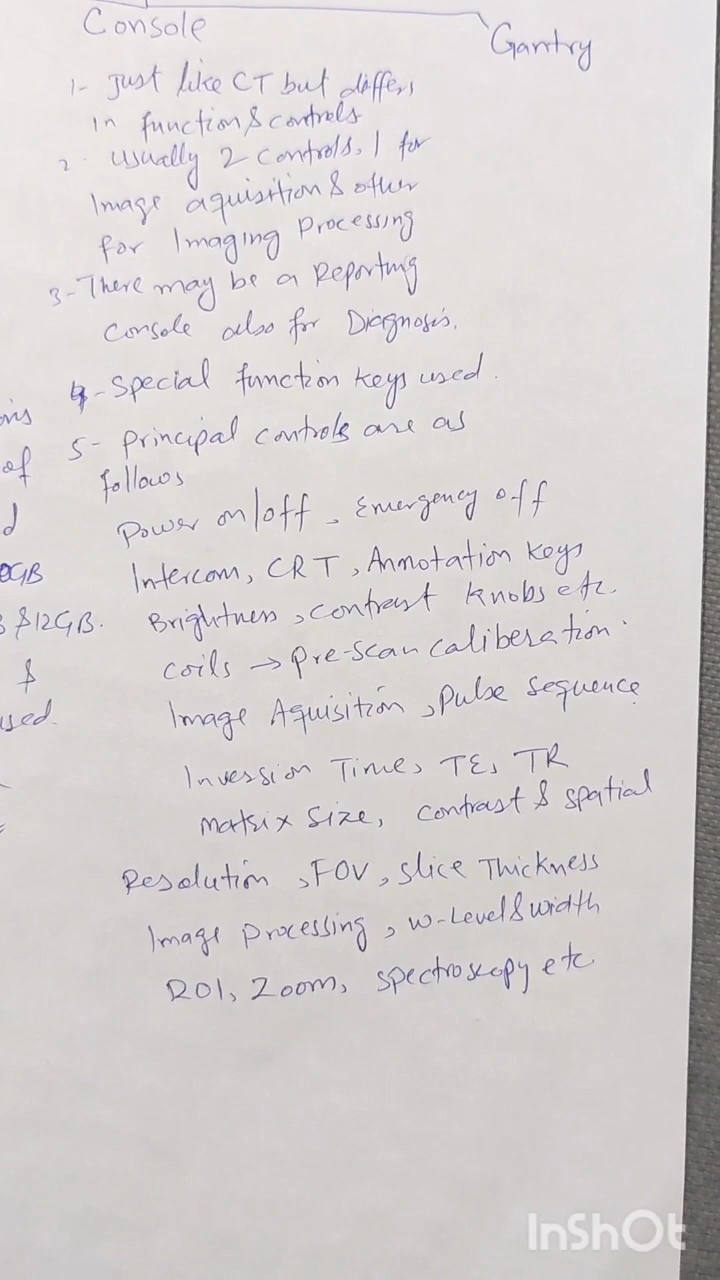 Console
Gantry
1- Just like CT but differs
in function & controls
2. Usually 2 controls, 1 for
Image aquisition & other
for Imaging Processing
3- There may be a Reporting
Console also for Diagnosis.
4- Special function Keys used.
5- Principal controls are as
follows
Power on/off, Emergency off
Intercom, CRT, Annotation Keys
Brightness, contrast Knobs etc.
Coils → Pre-scan caliberation.
Image Aquisition, Pulse Sequence
Inversion Time, TE, TR
Matrix Size, contrast & spatial
Resolution, FOV, Slice Thickness
Image Processing, w-Level & width
ROI, Zoom, spectroscopy etc
of
d
& 12GB.
used.
InShOt